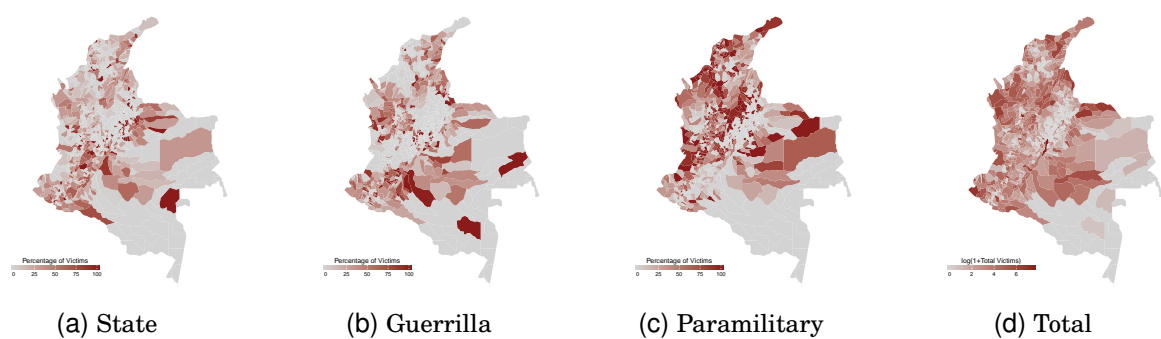 Percentage of Victims
0 25 50 75 100
Percentage of Victims
0 25 50 75 100
Percentage of Victims
0 25 50 75 100
log(1+Total Victims)
0 2 4 6
(a) State
(b) Guerrilla
(c) Paramilitary
(d) Total